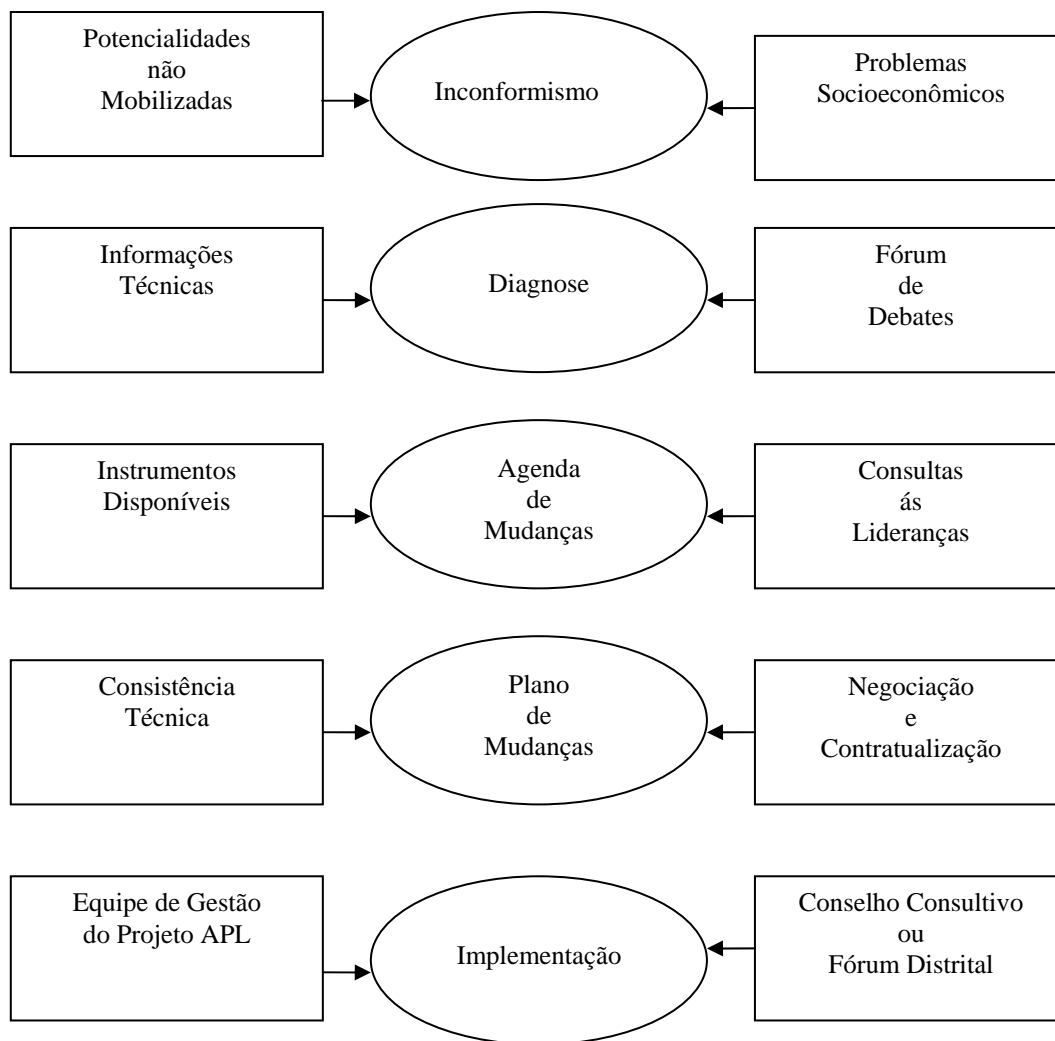 Potencialidades
não
Mobilizadas
Inconformismo
Problemas
Socioeconômicos
Informações
Técnicas
Diagnose
Fórum
de
Debates
Instrumentos
Disponíveis
Agenda
de
Mudanças
Consultas
ás
Lideranças
Consistência
Técnica
Plano
de
Mudanças
Negociação
e
Contratualização
Equipe de Gestão
do Projeto APL
Implementação
Conselho Consultivo
ou
Fórum Distrital